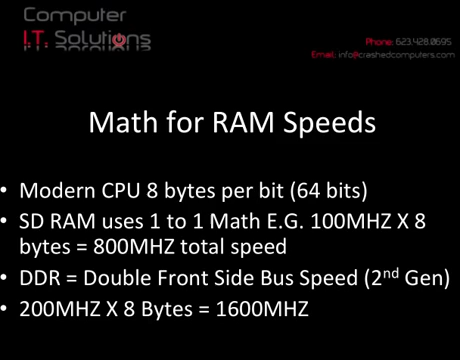 Computer
I.T. Solutions
Phone: 623.428.0695
Email: info@crashedcomputers.com
Math for RAM Speeds
• Modern CPU 8 bytes per bit (64 bits)
• SD RAM uses 1 to 1 Math E.G. 100MHZ X 8
bytes = 800MHZ total speed
• DDR = Double Front Side Bus Speed (2nd Gen)
• 200MHZ X 8 Bytes = 1600MHZ